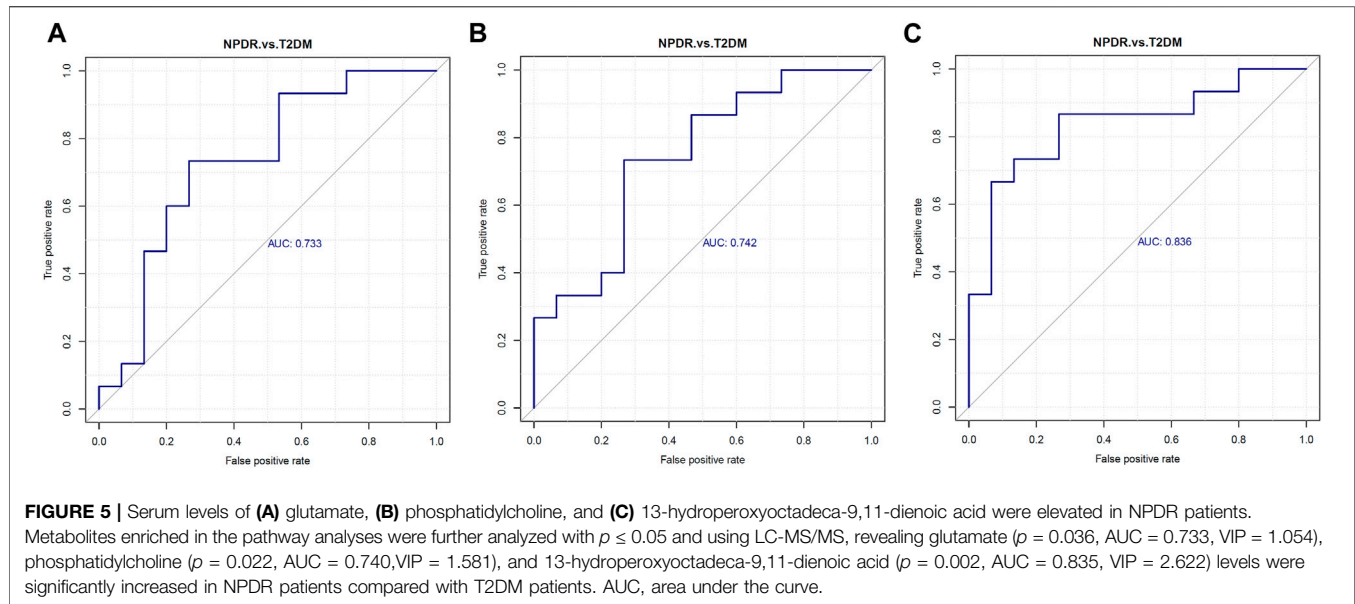 A
NPDR.vs.T2DM
True positive rate
1.0
0.8
0.6
0.4
0.2
0.0
AUC: 0.733
0.0 0.2 0.4 0.6 0.8 1.0
False positive rate
B
NPDR.vs.T2DM
True positive rate
1.0
0.8
0.6
0.4
0.2
0.0
AUC: 0.742
0.0 0.2 0.4 0.6 0.8 1.0
False positive rate
C
NPDR.vs.T2DM
True positive rate
1.0
0.8
0.6
0.4
0.2
0.0
AUC: 0.836
0.0 0.2 0.4 0.6 0.8 1.0
False positive rate
FIGURE 5 | Serum levels of (A) glutamate, (B) phosphatidylcholine, and (C) 13-hydroperoxyoctadeca-9,11-dienoic acid were elevated in NPDR patients.
Metabolites enriched in the pathway analyses were further analyzed with p ≤ 0.05 and using LC-MS/MS, revealing glutamate (p = 0.036, AUC = 0.733, VIP = 1.054),
phosphatidylcholine (p = 0.022, AUC = 0.740,VIP = 1.581), and 13-hydroperoxyoctadeca-9,11-dienoic acid (p = 0.002, AUC = 0.835, VIP = 2.622) levels were
significantly increased in NPDR patients compared with T2DM patients. AUC, area under the curve.